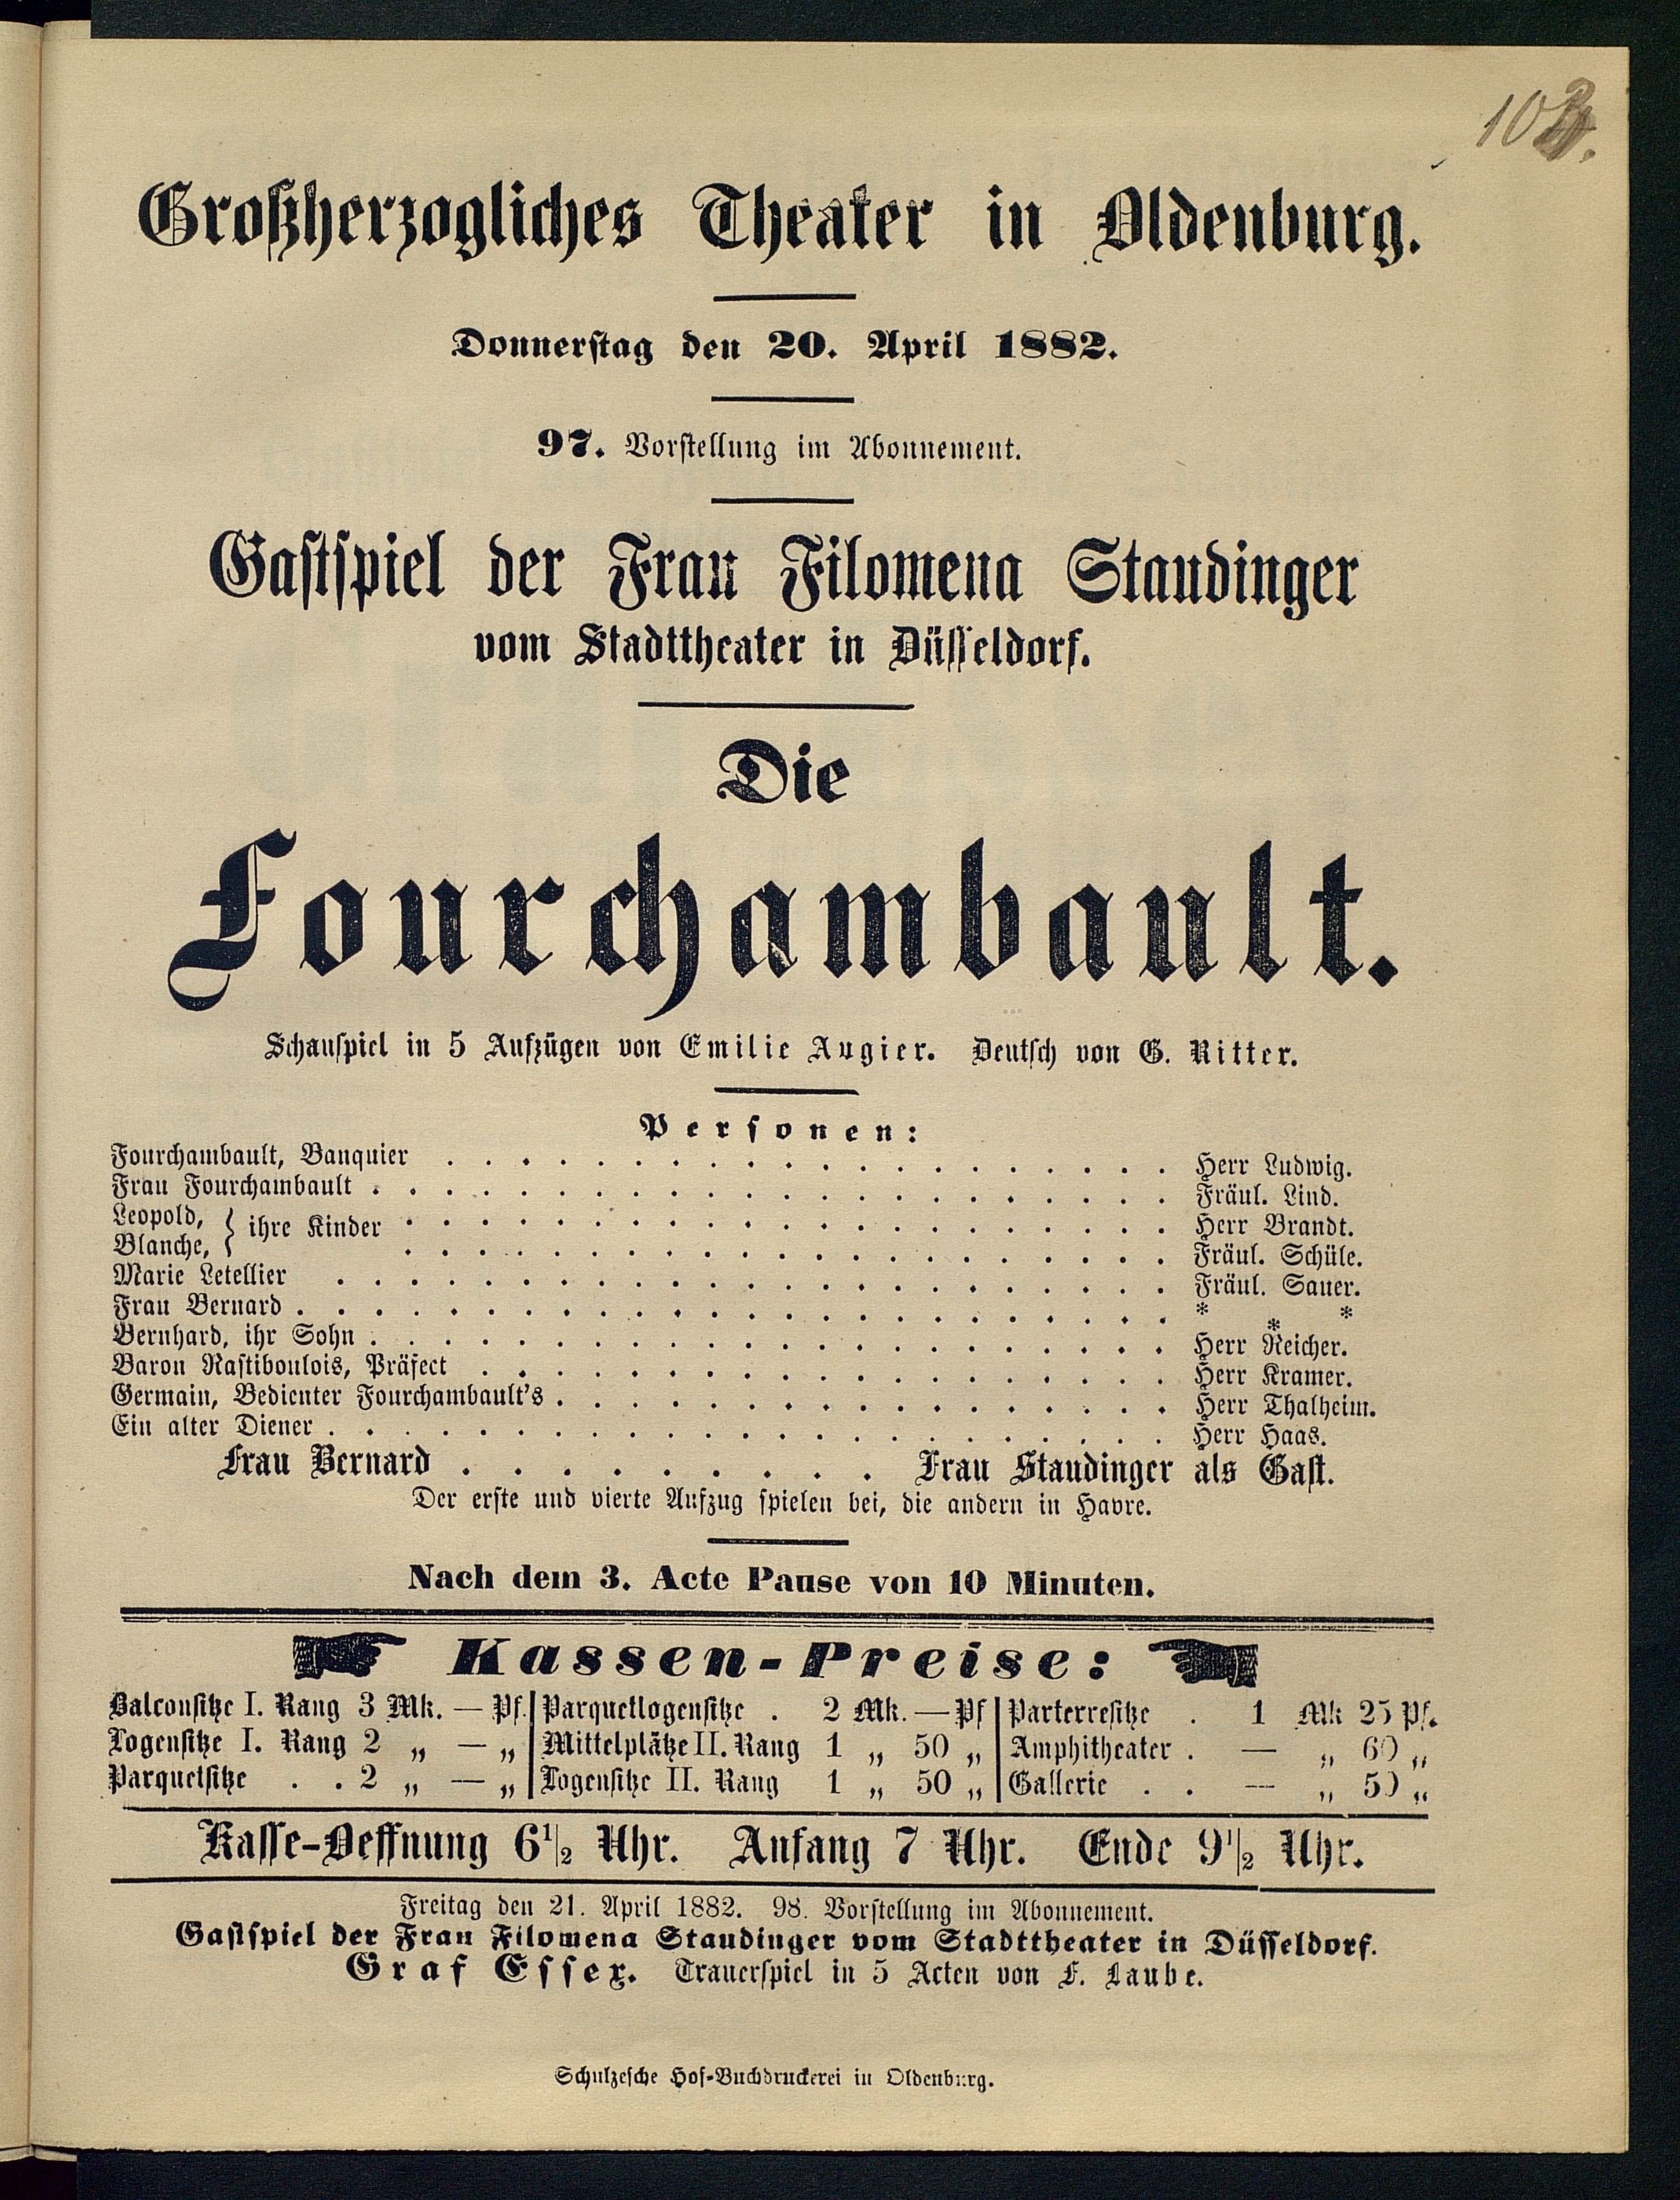 Großherzogliches Theater in Oldenburg.
Donnerstag den 20. April 1882.
97. Vorstellung im Abonnement.
Gastspiel der Frau Filomena Staudinger
vom Stadttheater in Düsseldorf.
Die
Fourchambault.
Schauspiel in 5 Aufzügen von Emilie Augier. Deutsch von G. Ritter.
Personen:
Fourchambault, Banquier . . . Herr Ludwig.
Frau Fourchambault . . . Fräul. Lind.
Leopold, } ihre Kinder . . . Herr Brandt.
Blanche, } . . . Fräul. Schüle.
Marie Letellier . . . Fräul. Sauer.
Frau Bernard . . . * * *
Bernhard, ihr Sohn . . . Herr Reicher.
Baron Rastiboulois, Präfect . . . Herr Kramer.
Germain, Bedienter Fourchambault's . . . Herr Thalheim.
Ein alter Diener . . . Herr Haas.
Frau Bernard . . . Frau Staudinger als Gast.
Der erste und vierte Aufzug spielen bei, die andern in Havre.
Nach dem 3. Acte Pause von 10 Minuten.
Kassen-Preise:
Balconsitze I. Rang 3 Mk. — Pf. | Parquetlogensitze . 2 Mk. — Pf | Parterresitze . 1 Mk 25 Pf.
Logensitze I. Rang 2 „ — „ | Mittelplätze II. Rang 1 „ 50 „ | Amphitheater . — „ 60 „
Parquetsitze . . 2 „ — „ | Logensitze II. Rang 1 „ 50 „ | Gallerie . . — „ 50 „
Kasse-Oeffnung 6 1/2 Uhr. Anfang 7 Uhr. Ende 9 1/2 Uhr.
Freitag den 21. April 1882. 98. Vorstellung im Abonnement.
Gastspiel der Frau Filomena Staudinger vom Stadttheater in Düsseldorf.
Graf Essex. Trauerspiel in 5 Acten von F. Laube.
Schulzesche Hof-Buchdruckerei in Oldenburg.